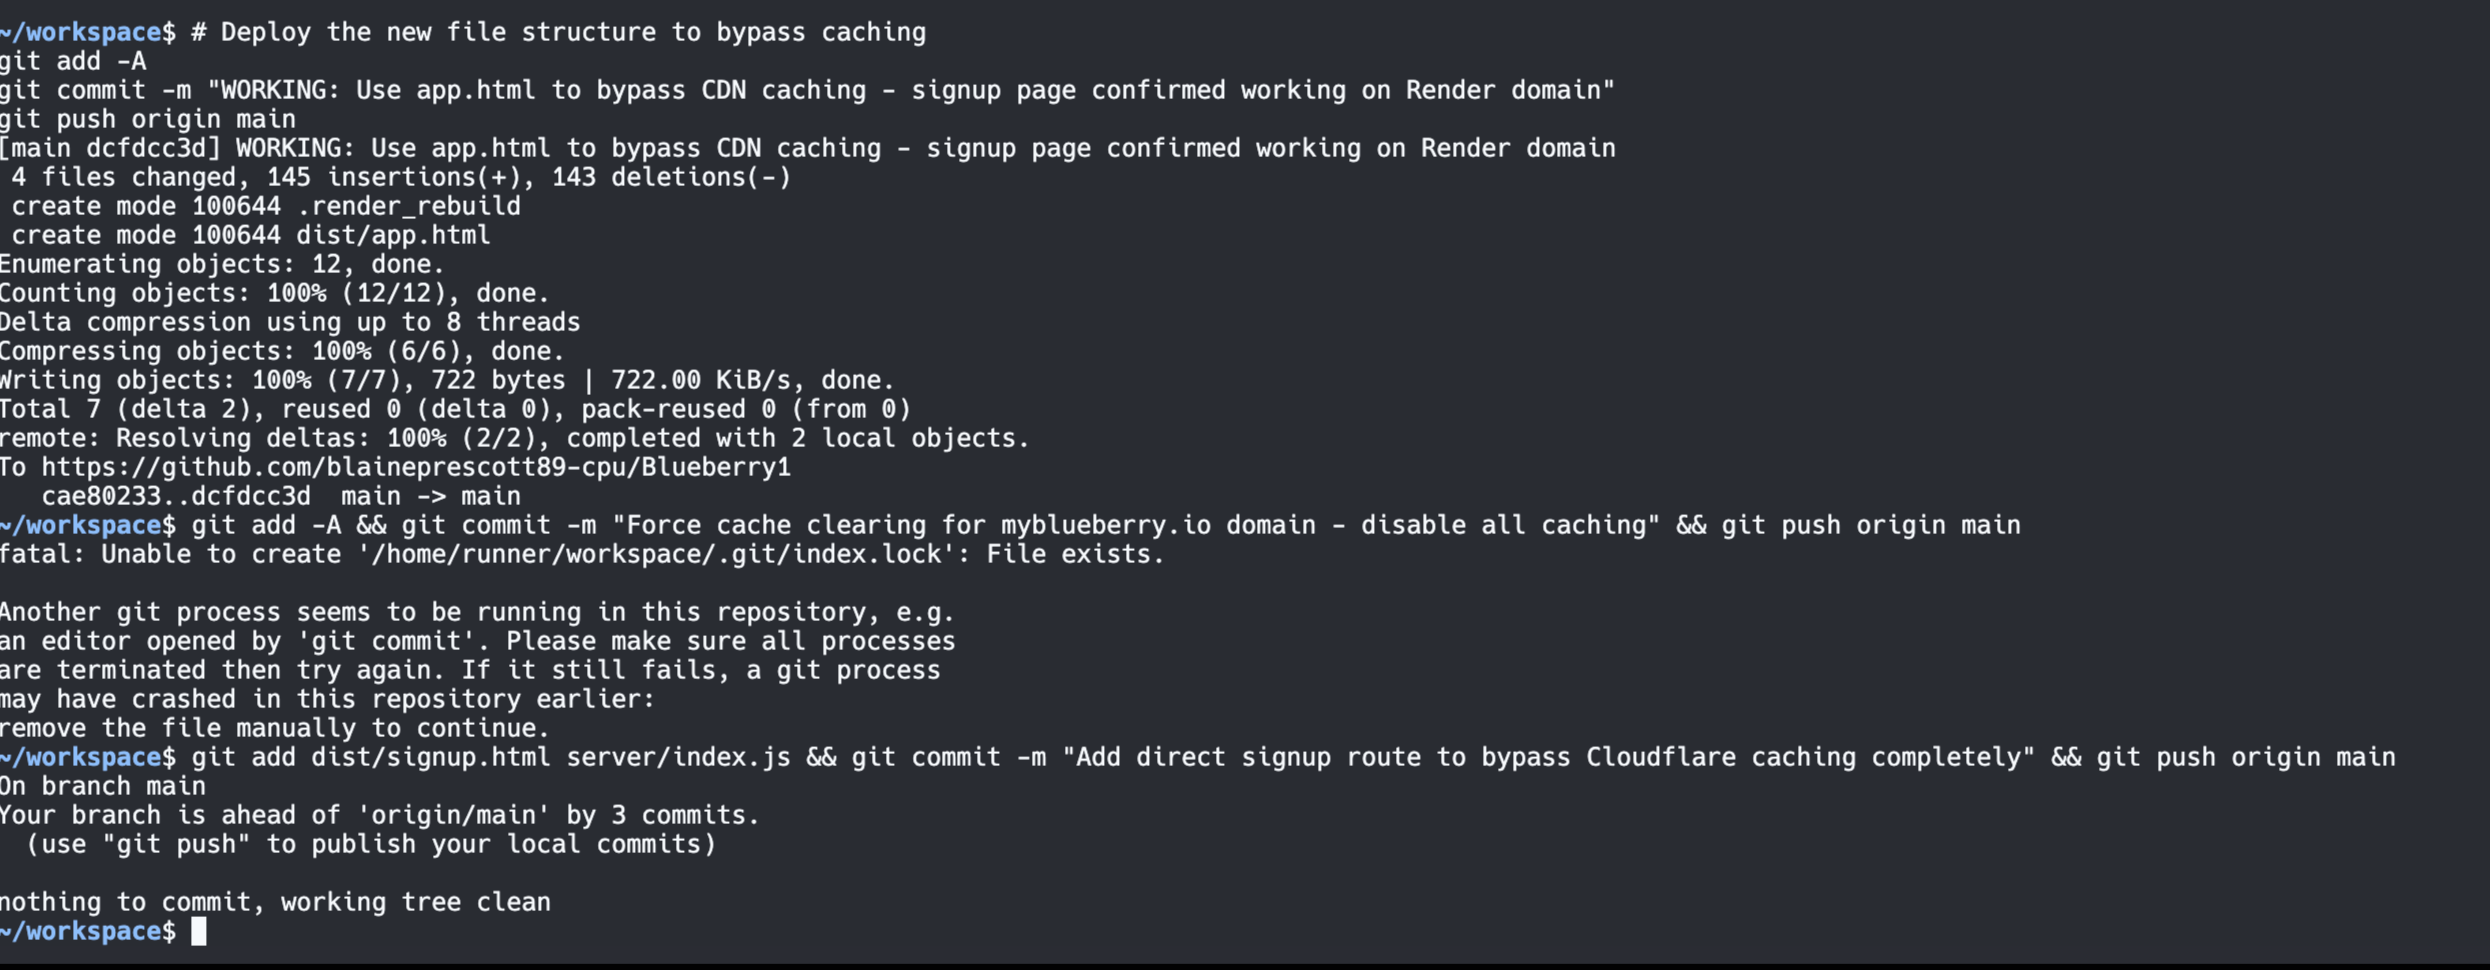 ~/workspace$ # Deploy the new file structure to bypass caching
git add -A
git commit -m "WORKING: Use app.html to bypass CDN caching - signup page confirmed working on Render domain"
git push origin main
[main dcfdcc3d] WORKING: Use app.html to bypass CDN caching - signup page confirmed working on Render domain
 4 files changed, 145 insertions(+), 143 deletions(-)
 create mode 100644 .render_rebuild
 create mode 100644 dist/app.html
Enumerating objects: 12, done.
Counting objects: 100% (12/12), done.
Delta compression using up to 8 threads
Compressing objects: 100% (6/6), done.
Writing objects: 100% (7/7), 722 bytes | 722.00 KiB/s, done.
Total 7 (delta 2), reused 0 (delta 0), pack-reused 0 (from 0)
remote: Resolving deltas: 100% (2/2), completed with 2 local objects.
To https://github.com/blaineprescott89-cpu/Blueberry1
   cae80233..dcfdcc3d  main -> main
~/workspace$ git add -A && git commit -m "Force cache clearing for myblueberry.io domain - disable all caching" && git push origin main
fatal: Unable to create '/home/runner/workspace/.git/index.lock': File exists.

Another git process seems to be running in this repository, e.g.
an editor opened by 'git commit'. Please make sure all processes
are terminated then try again. If it still fails, a git process
may have crashed in this repository earlier:
remove the file manually to continue.
~/workspace$ git add dist/signup.html server/index.js && git commit -m "Add direct signup route to bypass Cloudflare caching completely" && git push origin main
On branch main
Your branch is ahead of 'origin/main' by 3 commits.
  (use "git push" to publish your local commits)

nothing to commit, working tree clean
~/workspace$